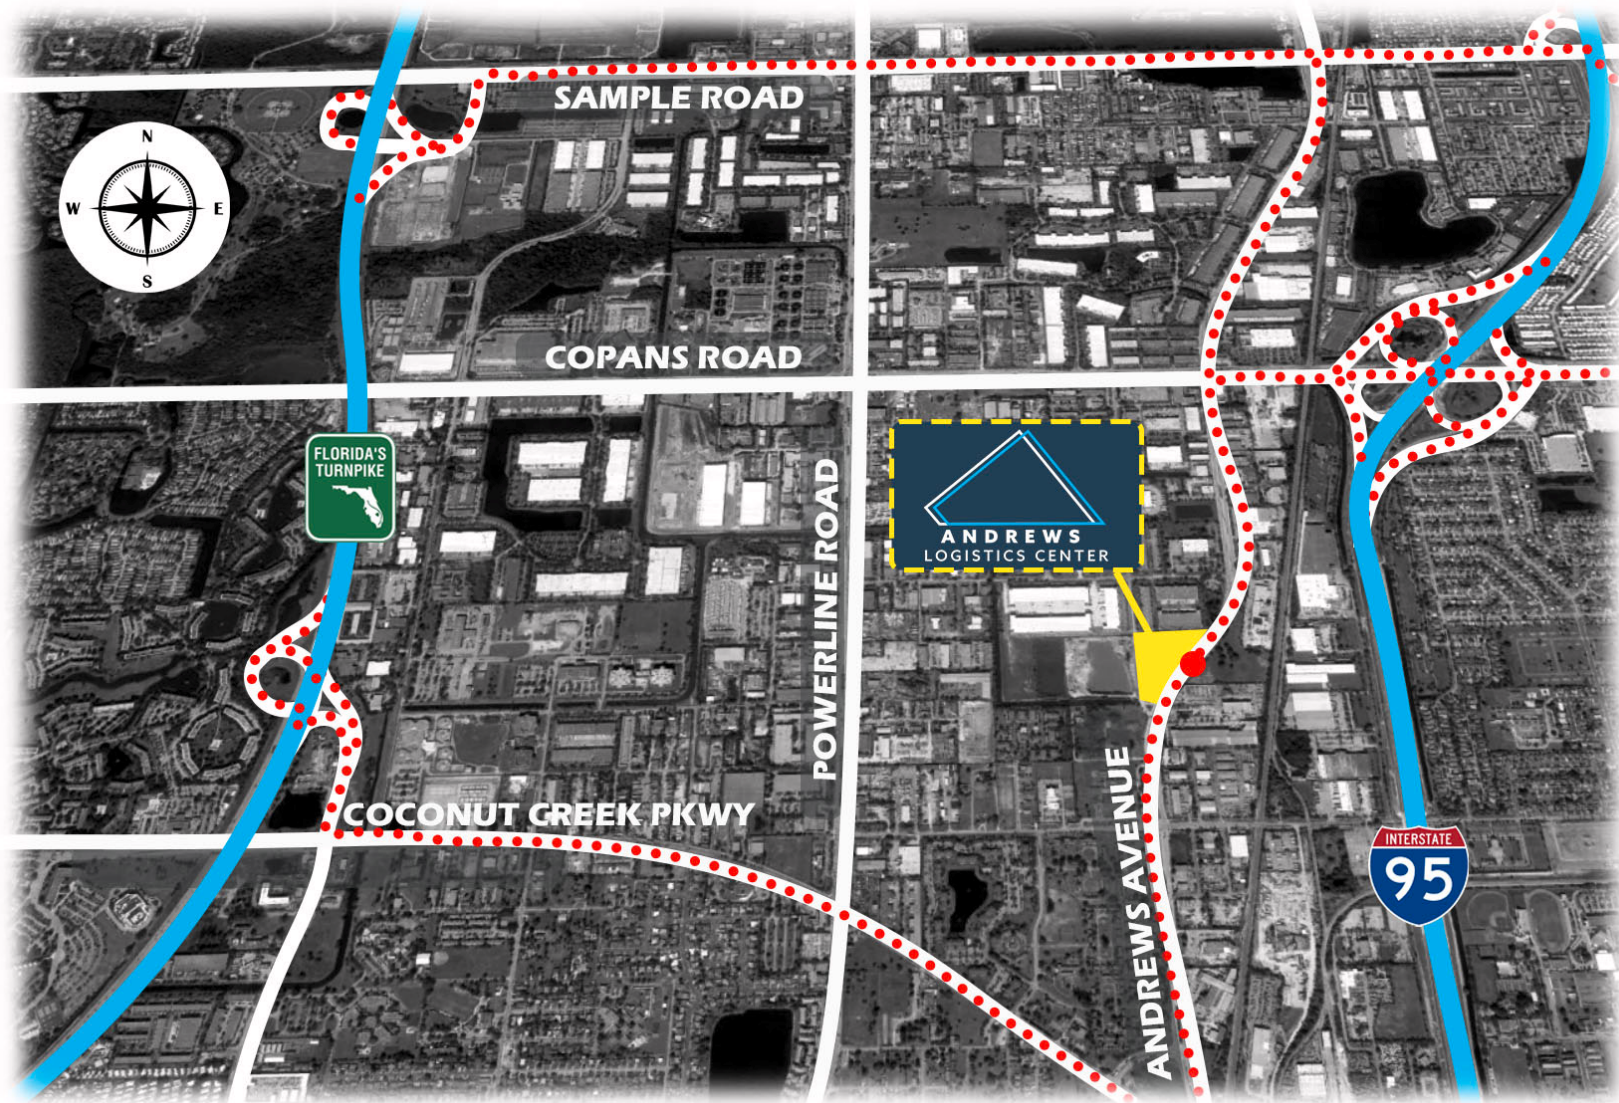 SAMPLE ROAD
N
W
E
S
COPANS ROAD
FLORIDA'S
TURNPIKE
ANDREWS
LOGISTICS CENTER
POWERLINE ROAD
ANDREWS AVENUE
COCONUT CREEK PKWY
INTERSTATE
95